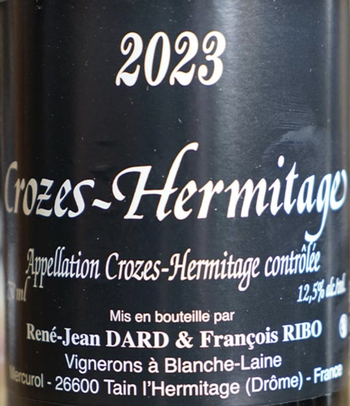 2023
Crozes-Hermitage
Appellation Crozes-Hermitage contrôlée
ml 12,5% alc./vol.
Mis en bouteille par
René-Jean DARD & François RIBO
Vignerons à Blanche-Laine
Mercurol - 26600 Tain l'Hermitage (Drôme) - France